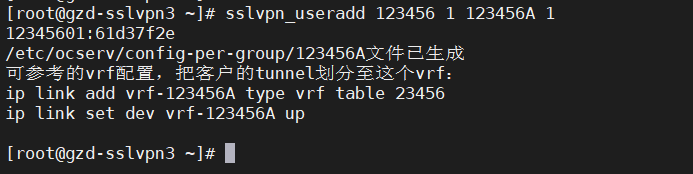 [root@gzd-sslvpn3 ~]# sslvpn_useradd 123456 1 123456A 1
12345601:61d37f2e
/etc/ocserv/config-per-group/123456A文件已生成
可参考的vrf配置，把客户的tunnel划分至这个vrf：
ip link add vrf-123456A type vrf table 23456
ip link set dev vrf-123456A up
[root@gzd-sslvpn3 ~]#